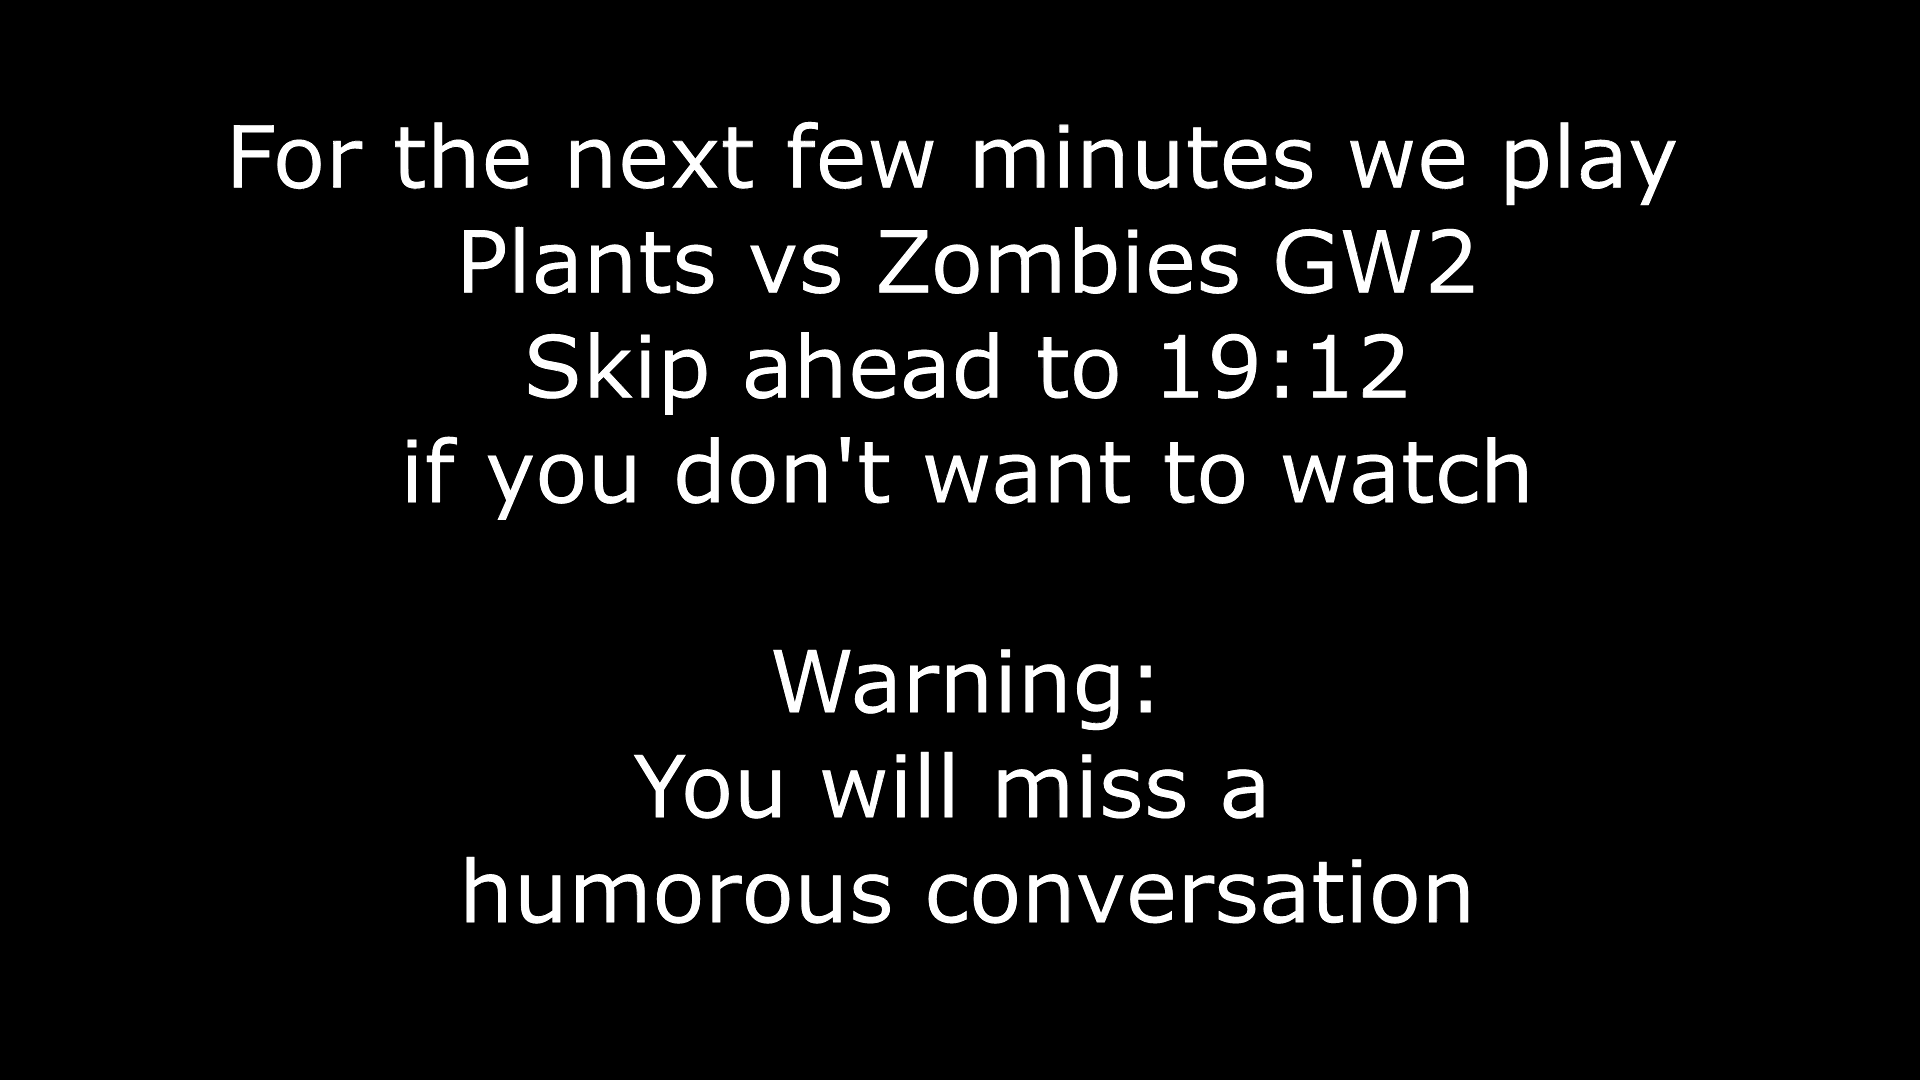 For the next few minutes we play
Plants vs Zombies GW2
Skip ahead to 19:12
if you don't want to watch
Warning:
You will miss a
humorous conversation